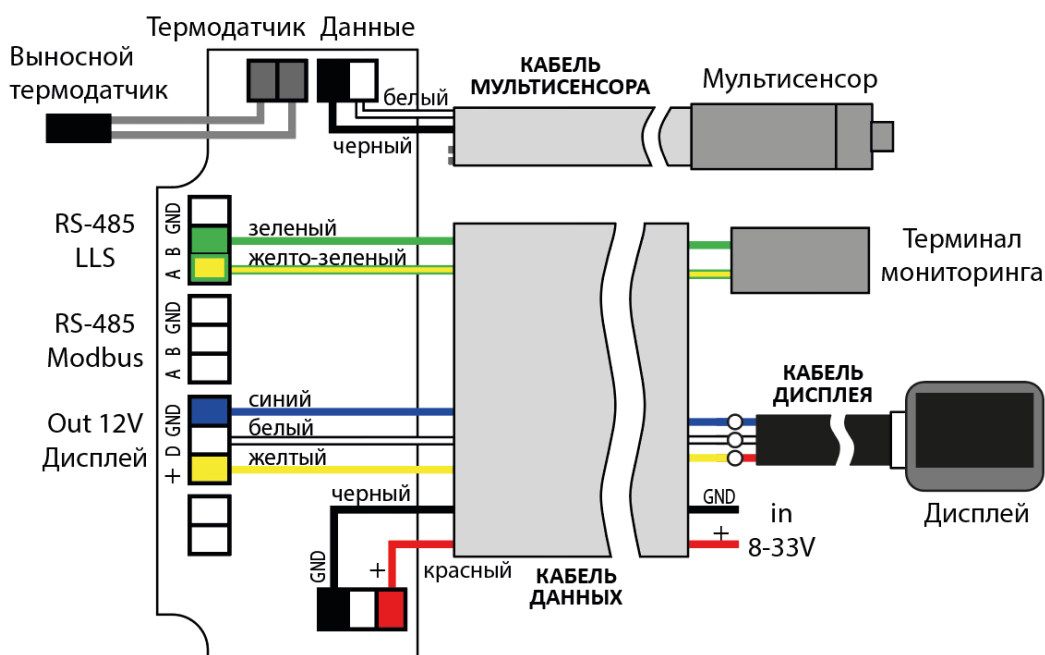 Термодатчик Данные
Выносной
термодатчик
белый
черный
КАБЕЛЬ
МУЛЬТИСЕНСОРА
Мультисенсор
RS-485
LLS
GND
B
A
зеленый
желто-зеленый
Терминал
мониторинга
RS-485
Modbus
GND
B
A
Out 12V
Дисплей
GND
D
+
синий
белый
желтый
КАБЕЛЬ
ДИСПЛЕЯ
Дисплей
черный
GND
+
красный
КАБЕЛЬ
ДАННЫХ
GND
+
in
8-33V